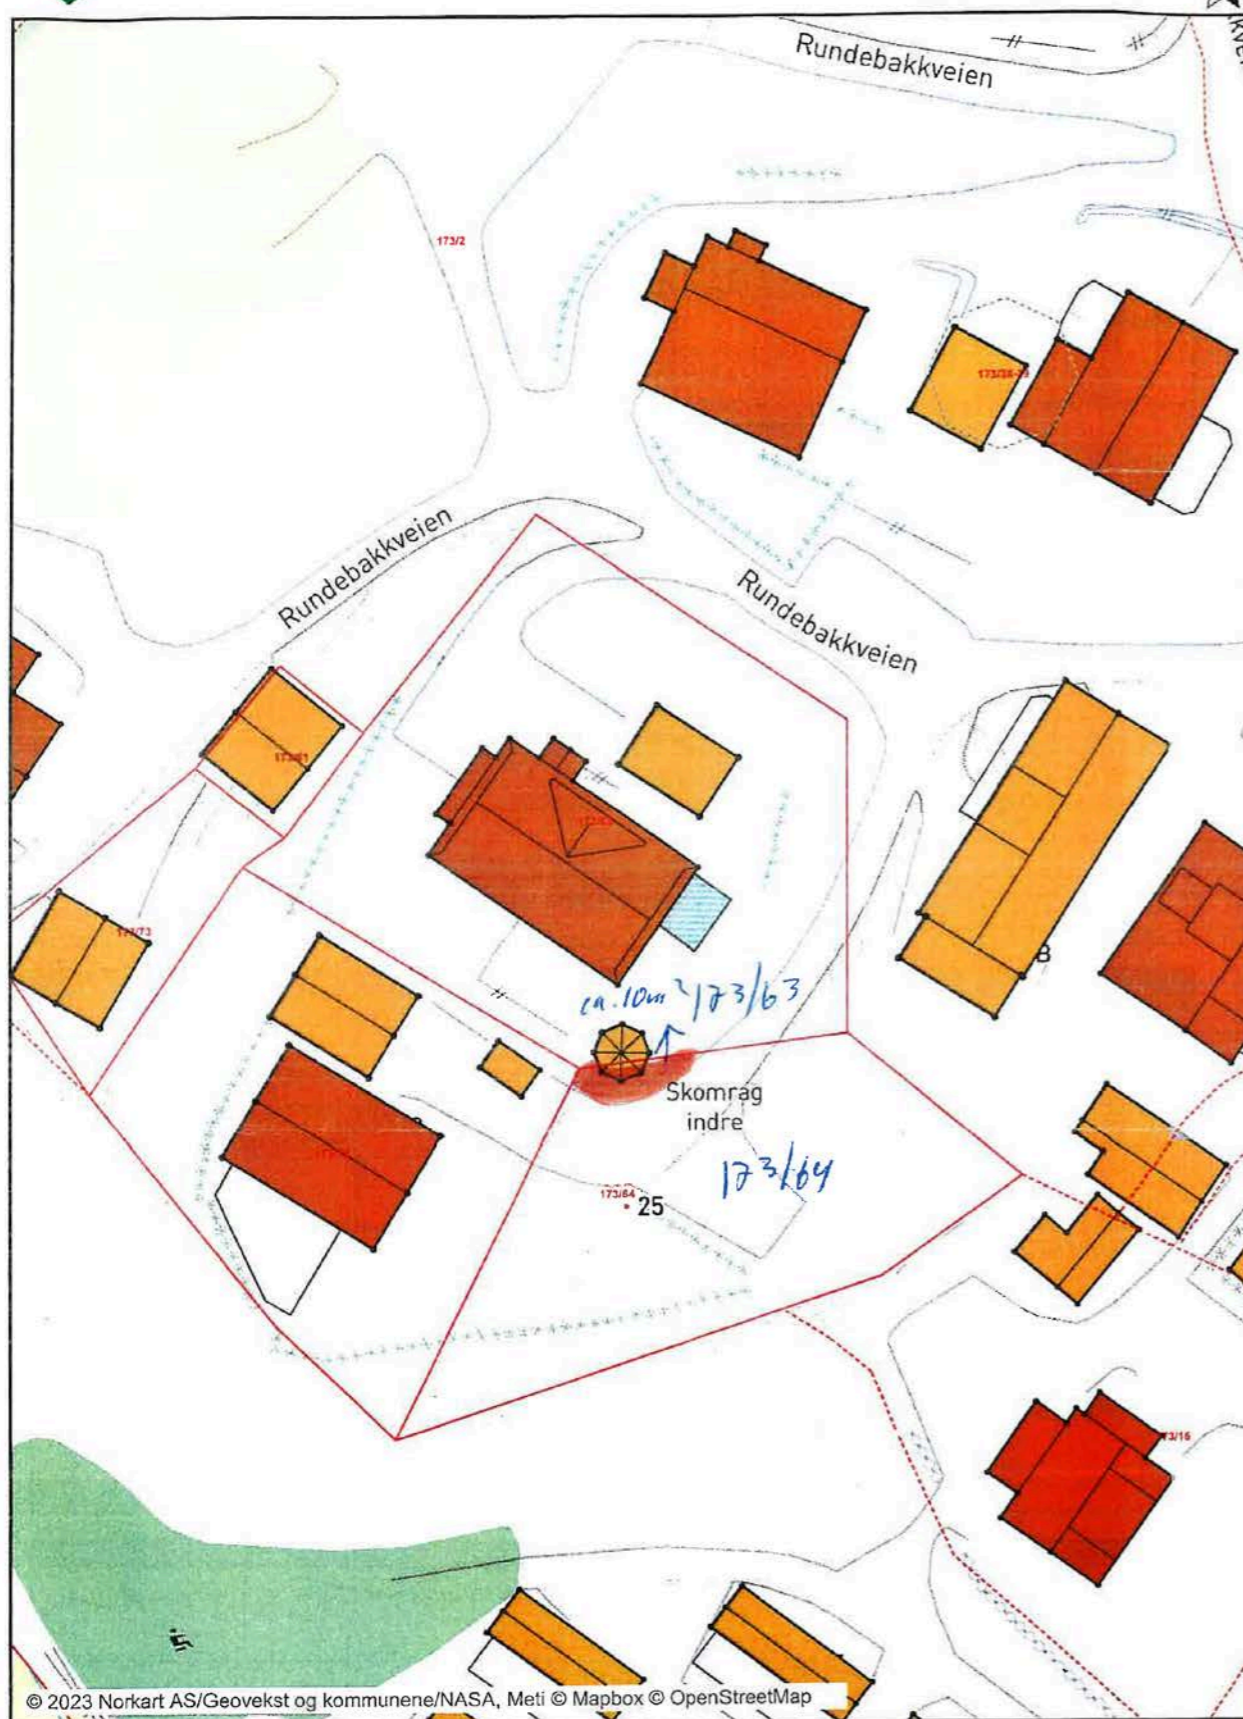 Rundebakkveien
173/2
Rundebakkveien
Rundebakkveien
173/61
173/73
B
ca. 10m² 173/63
Skomrag
indre
173/64
173/64
25
© 2023 Norkart AS/Geovekst og kommunene/NASA, Meti © Mapbox © OpenStreetMap